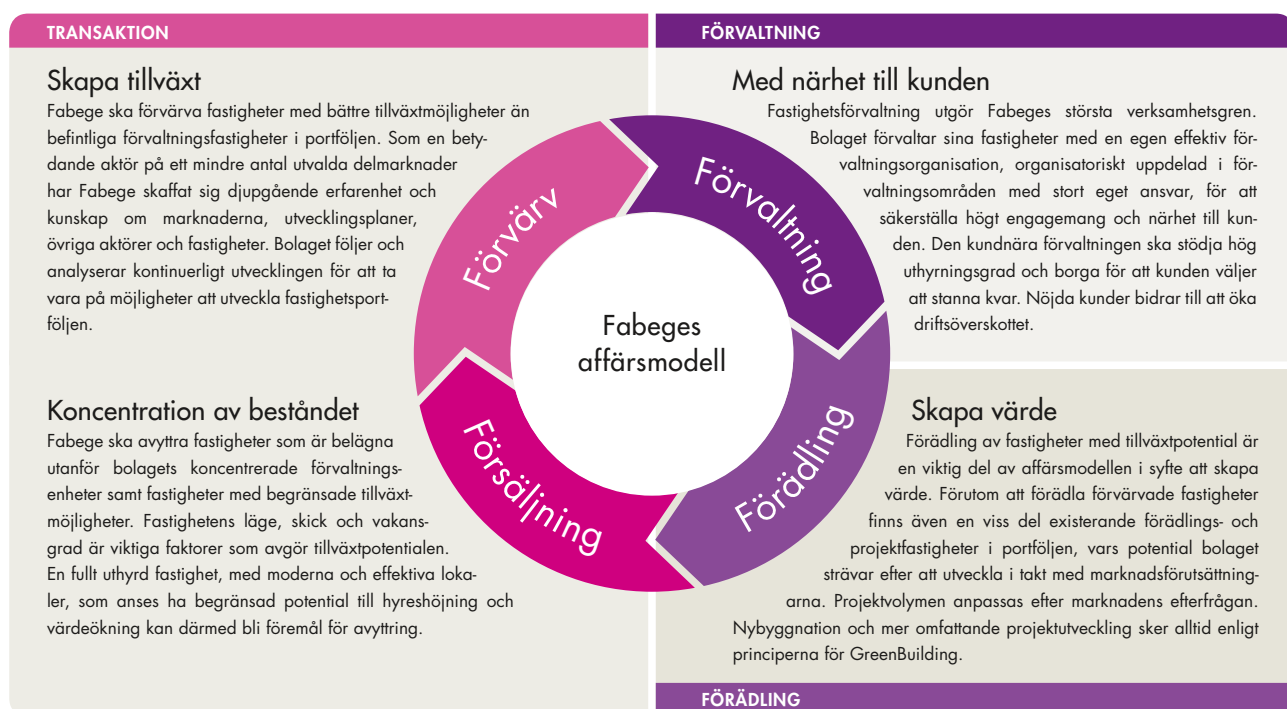 TRANSAKTION
Skapa tillväxt
Fabege ska förvärva fastigheter med bättre tillväxtmöjligheter än
befintliga förvaltningsfastigheter i portföljen. Som en bety-
dande aktör på ett mindre antal utvalda delmarknader
har Fabege skaffat sig djupgående erfarenhet och
kunskap om marknaderna, utvecklingsplaner,
övriga aktörer och fastigheter. Bolaget följer och
analyserar kontinuerligt utvecklingen för att ta
vara på möjligheter att utveckla fastighetsport-
följen.
Koncentration av beståndet
Fabege ska avyttra fastigheter som är belägna
utanför bolagets koncentrerade förvaltnings-
enheter samt fastigheter med begränsade tillväxt-
möjligheter. Fastighetens läge, skick och vakans-
grad är viktiga faktorer som avgör tillväxtpotentialen.
En fullt uthyrd fastighet, med moderna och effektiva loka-
ler, som anses ha begränsad potential till hyreshöjning och
värdeökning kan därmed bli föremål för avyttring.
Förvärv
Förvaltning
Förädling
Försäljning
Fabeges
affärsmodell
FÖRVALTNING
Med närhet till kunden
Fastighetsförvaltning utgör Fabeges största verksamhetsgren.
Bolaget förvaltar sina fastigheter med en egen effektiv för-
valtningsorganisation, organisatoriskt uppdelad i för-
valtningsområden med stort eget ansvar, för att
säkerställa högt engagemang och närhet till kun-
den. Den kundnära förvaltningen ska stödja hög
uthyrningsgrad och borga för att kunden väljer
att stanna kvar. Nöjda kunder bidrar till att öka
driftsöverskottet.
Skapa värde
Förädling av fastigheter med tillväxtpotential är
en viktig del av affärsmodellen i syfte att skapa
värde. Förutom att förädla förvärvade fastigheter
finns även en viss del existerande förädlings- och
projektfastigheter i portföljen, vars potential bolaget
strävar efter att utveckla i takt med marknadsförutsättning-
arna. Projektvolymen anpassas efter marknadens efterfrågan.
Nybyggnation och mer omfattande projektutveckling sker alltid enligt
principerna för GreenBuilding.
FÖRÄDLING